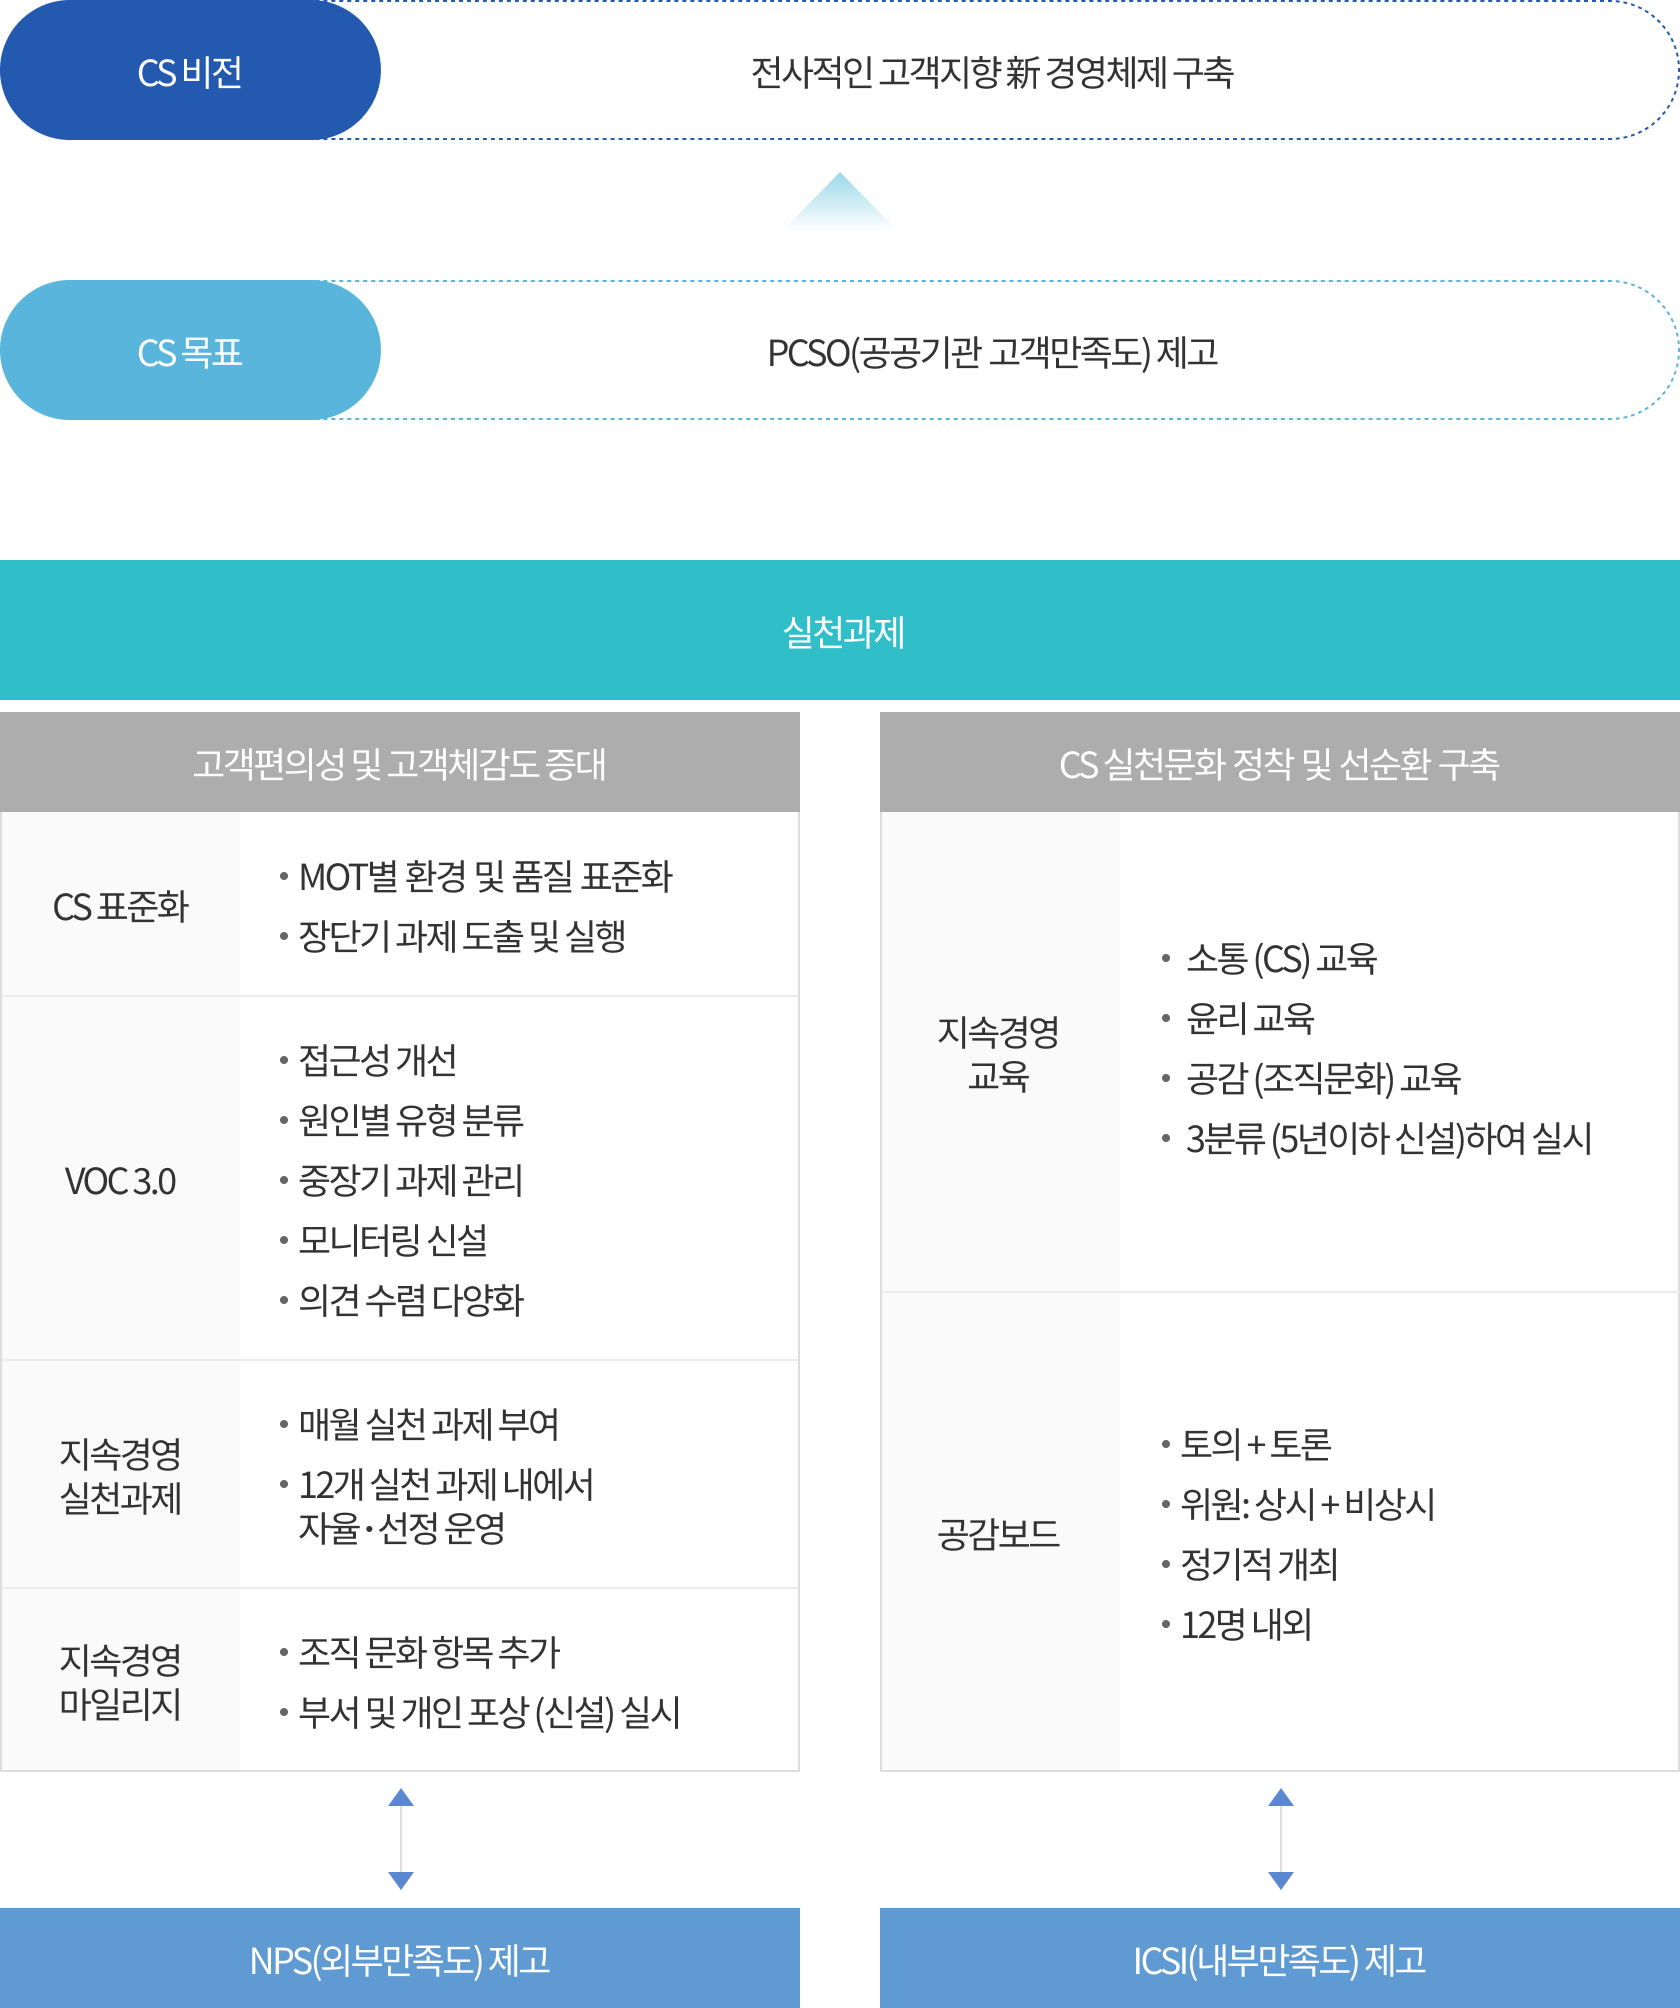 CS 비전
전사적인 고객지향 新 경영체제 구축
CS 목표
PCSO(공공기관 고객만족도) 제고
실천과제
고객편의성 및 고객체감도 증대
CS 표준화
• MOT별 환경 및 품질 표준화
• 장단기 과제 도출 및 실행
VOC 3.0
• 접근성 개선
• 원인별 유형 분류
• 중장기 과제 관리
• 모니터링 신설
• 의견 수렴 다양화
지속경영
실천과제
• 매월 실천 과제 부여
• 12개 실천 과제 내에서
자율·선정 운영
지속경영
마일리지
• 조직 문화 항목 추가
• 부서 및 개인 포상 (신설) 실시
NPS(외부만족도) 제고
CS 실천문화 정착 및 선순환 구축
지속경영
교육
• 소통 (CS) 교육
• 윤리 교육
• 공감 (조직문화) 교육
• 3분류 (5년이하 신설)하여 실시
공감보드
• 토의 + 토론
• 위원: 상시 + 비상시
• 정기적 개최
• 12명 내외
ICSI(내부만족도) 제고